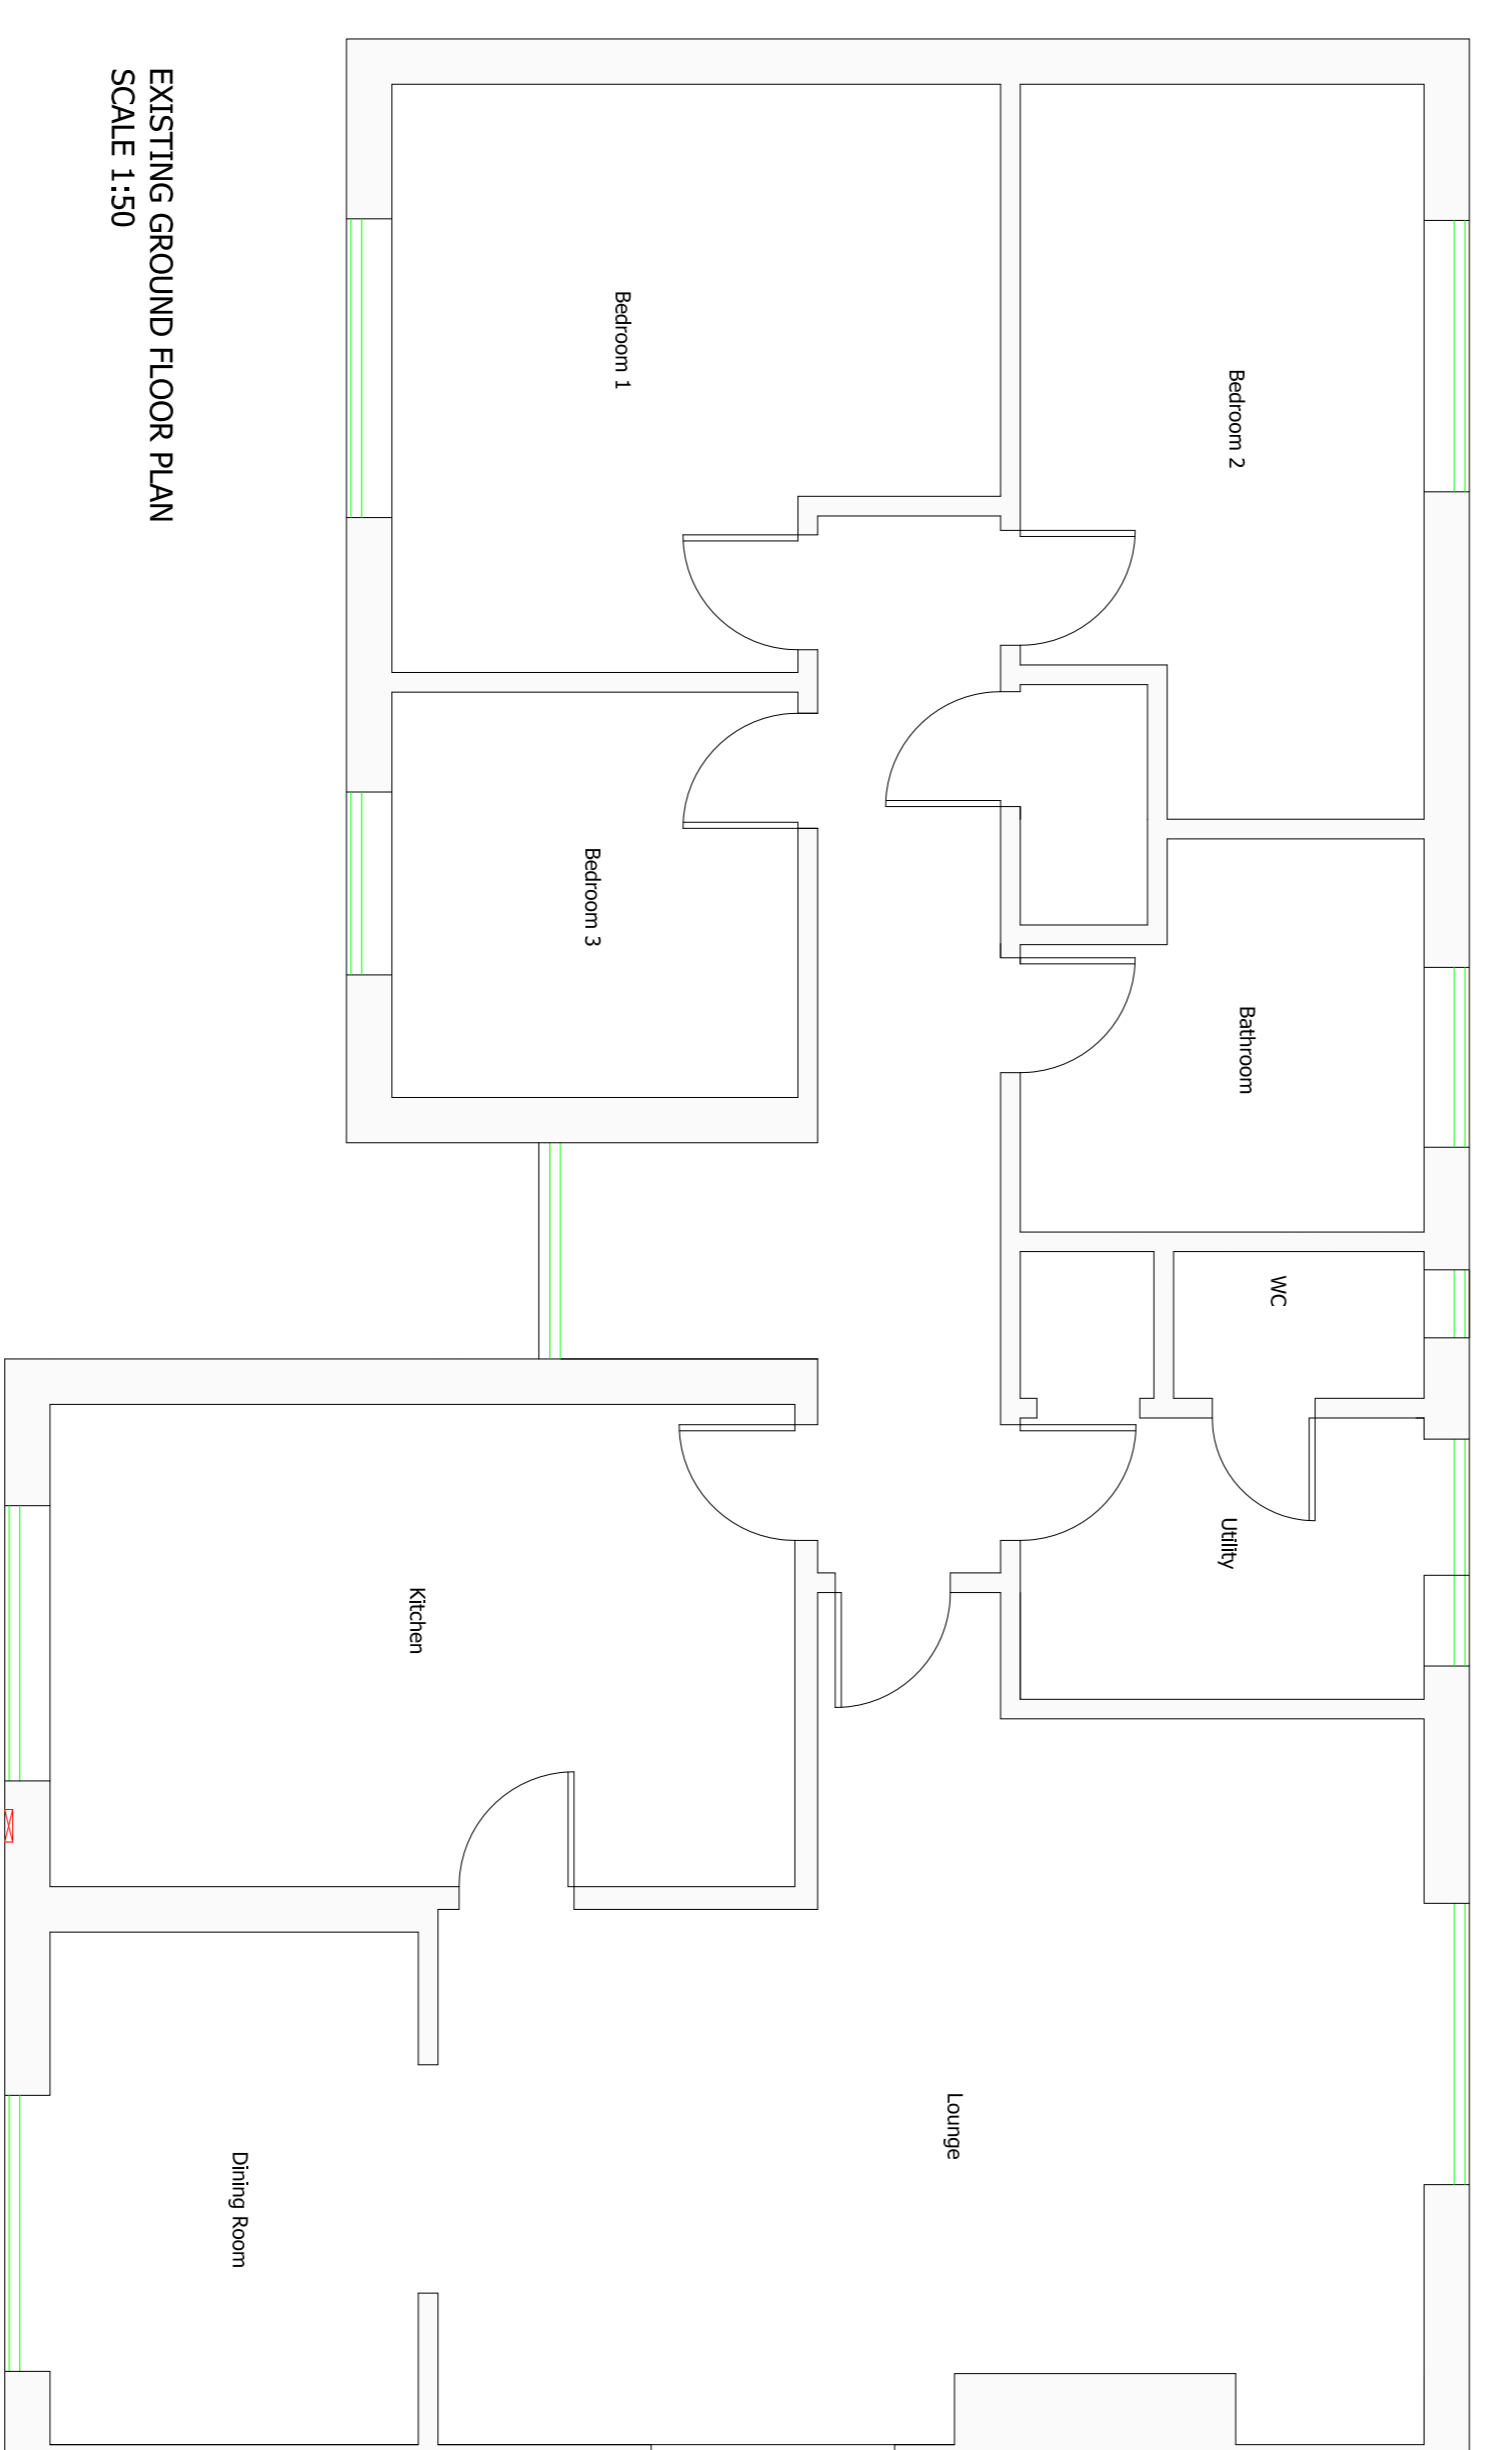 EXISTING GROUND FLOOR PLAN
SCALE 1:50
Bedroom 2
Bathroom
WC
Utility
Lounge
Bedroom 1
Bedroom 3
Kitchen
Dining Room